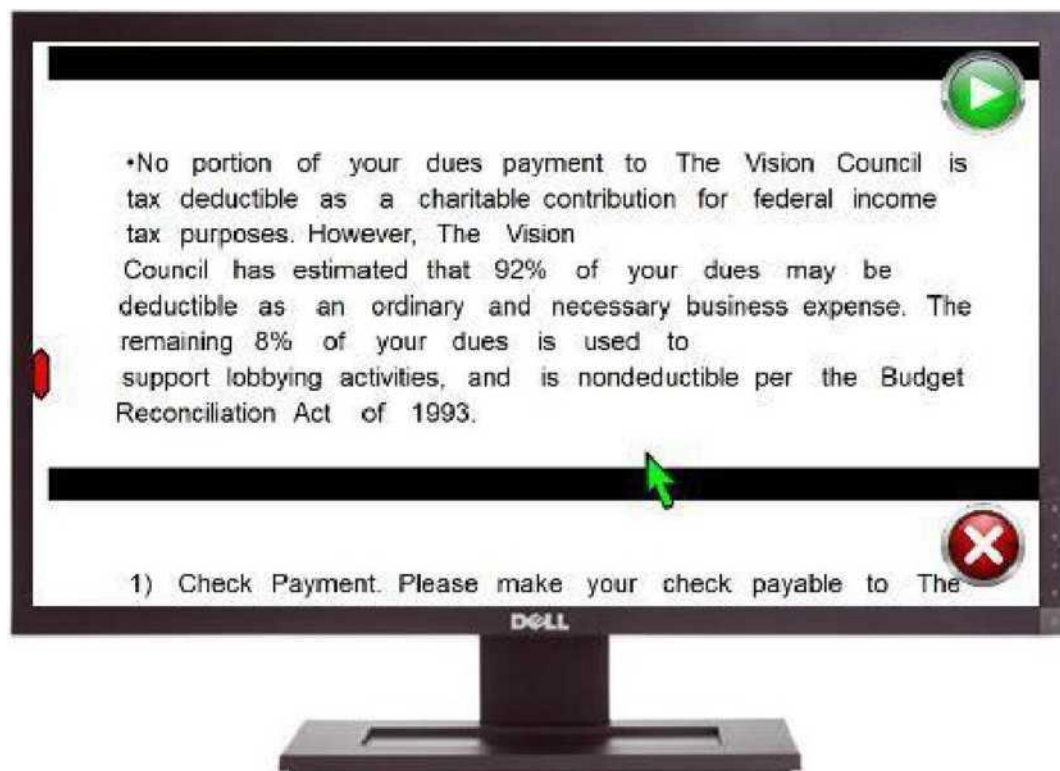 •No portion of your dues payment to The Vision Council is
tax deductible as a charitable contribution for federal income
tax purposes. However, The Vision
Council has estimated that 92% of your dues may be
deductible as an ordinary and necessary business expense. The
remaining 8% of your dues is used to
support lobbying activities, and is nondeductible per the Budget
Reconciliation Act of 1993.
1) Check Payment. Please make your check payable to The
DELL